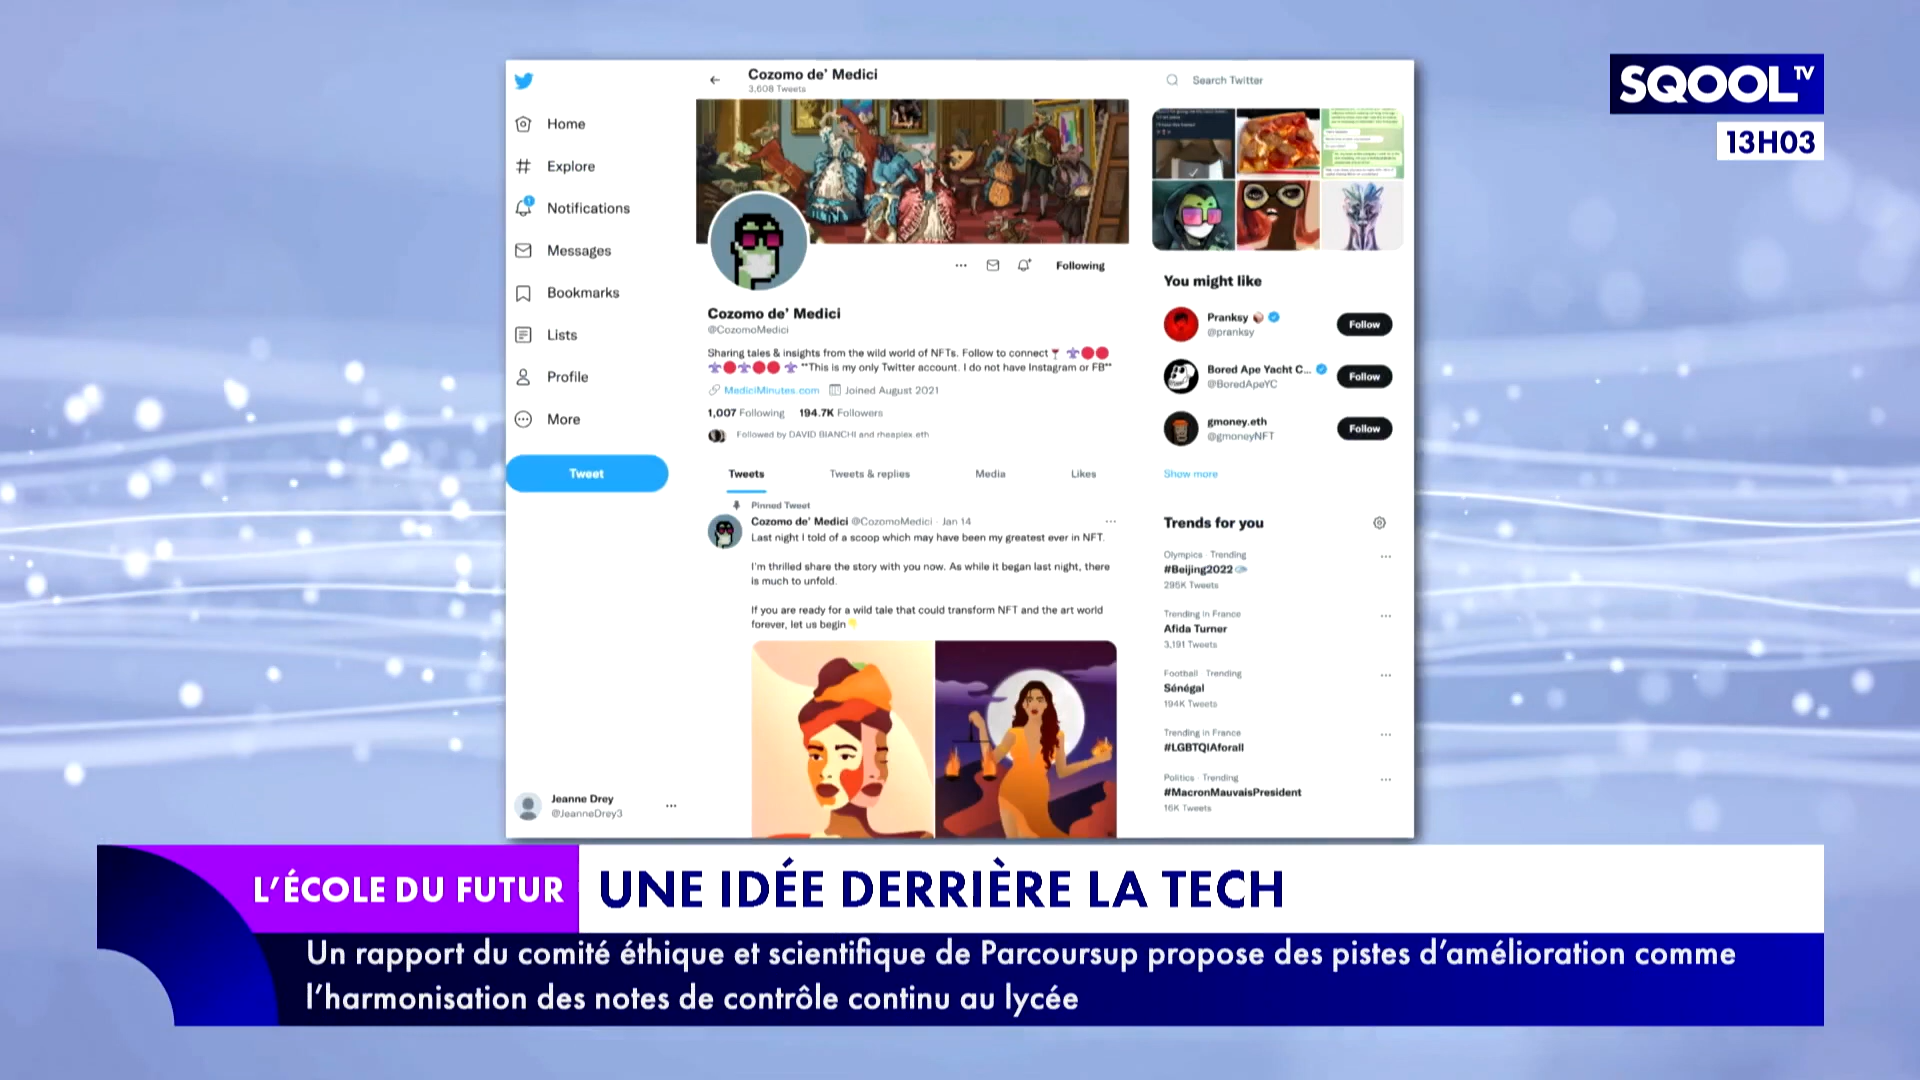 SQOOL TV
13H03
Home
Explore
1
Notifications
Messages
Bookmarks
Lists
Profile
More
Tweet
Jeanne Drey
@JeanneDrey3
Cozomo de' Medici
3,608 Tweets
Following
Cozomo de' Medici
@CozomoMedici
Sharing tales & insights from the wild world of NFTs. Follow to connect
**This is my only Twitter account. I do not have Instagram or FB**
MediciMinutes.com Joined August 2021
1,007 Following 194.7K Followers
Followed by DAVID BIANCHI and rheaplex.eth
Tweets Tweets & replies Media Likes
Pinned Tweet
Cozomo de' Medici @CozomoMedici · Jan 14
Last night I told of a scoop which may have been my greatest ever in NFT.
I'm thrilled share the story with you now. As while it began last night, there
is much to unfold.
If you are ready for a wild tale that could transform NFT and the art world
forever, let us begin
Search Twitter
You might like
Pranksy
@pranksy
Follow
Bored Ape Yacht C...
@BoredApeYC
Follow
gmoney.eth
@gmoneyNFT
Follow
Show more
Trends for you
Olympics · Trending
#Beijing2022
295K Tweets
Trending in France
Afida Turner
3,191 Tweets
Football · Trending
Sénégal
194K Tweets
Trending in France
#LGBTQIAforall
Politics · Trending
#MacronMauvaisPresident
16K Tweets
L'ÉCOLE DU FUTUR
UNE IDÉE DERRIÈRE LA TECH
Un rapport du comité éthique et scientifique de Parcoursup propose des pistes d'amélioration comme
l'harmonisation des notes de contrôle continu au lycée